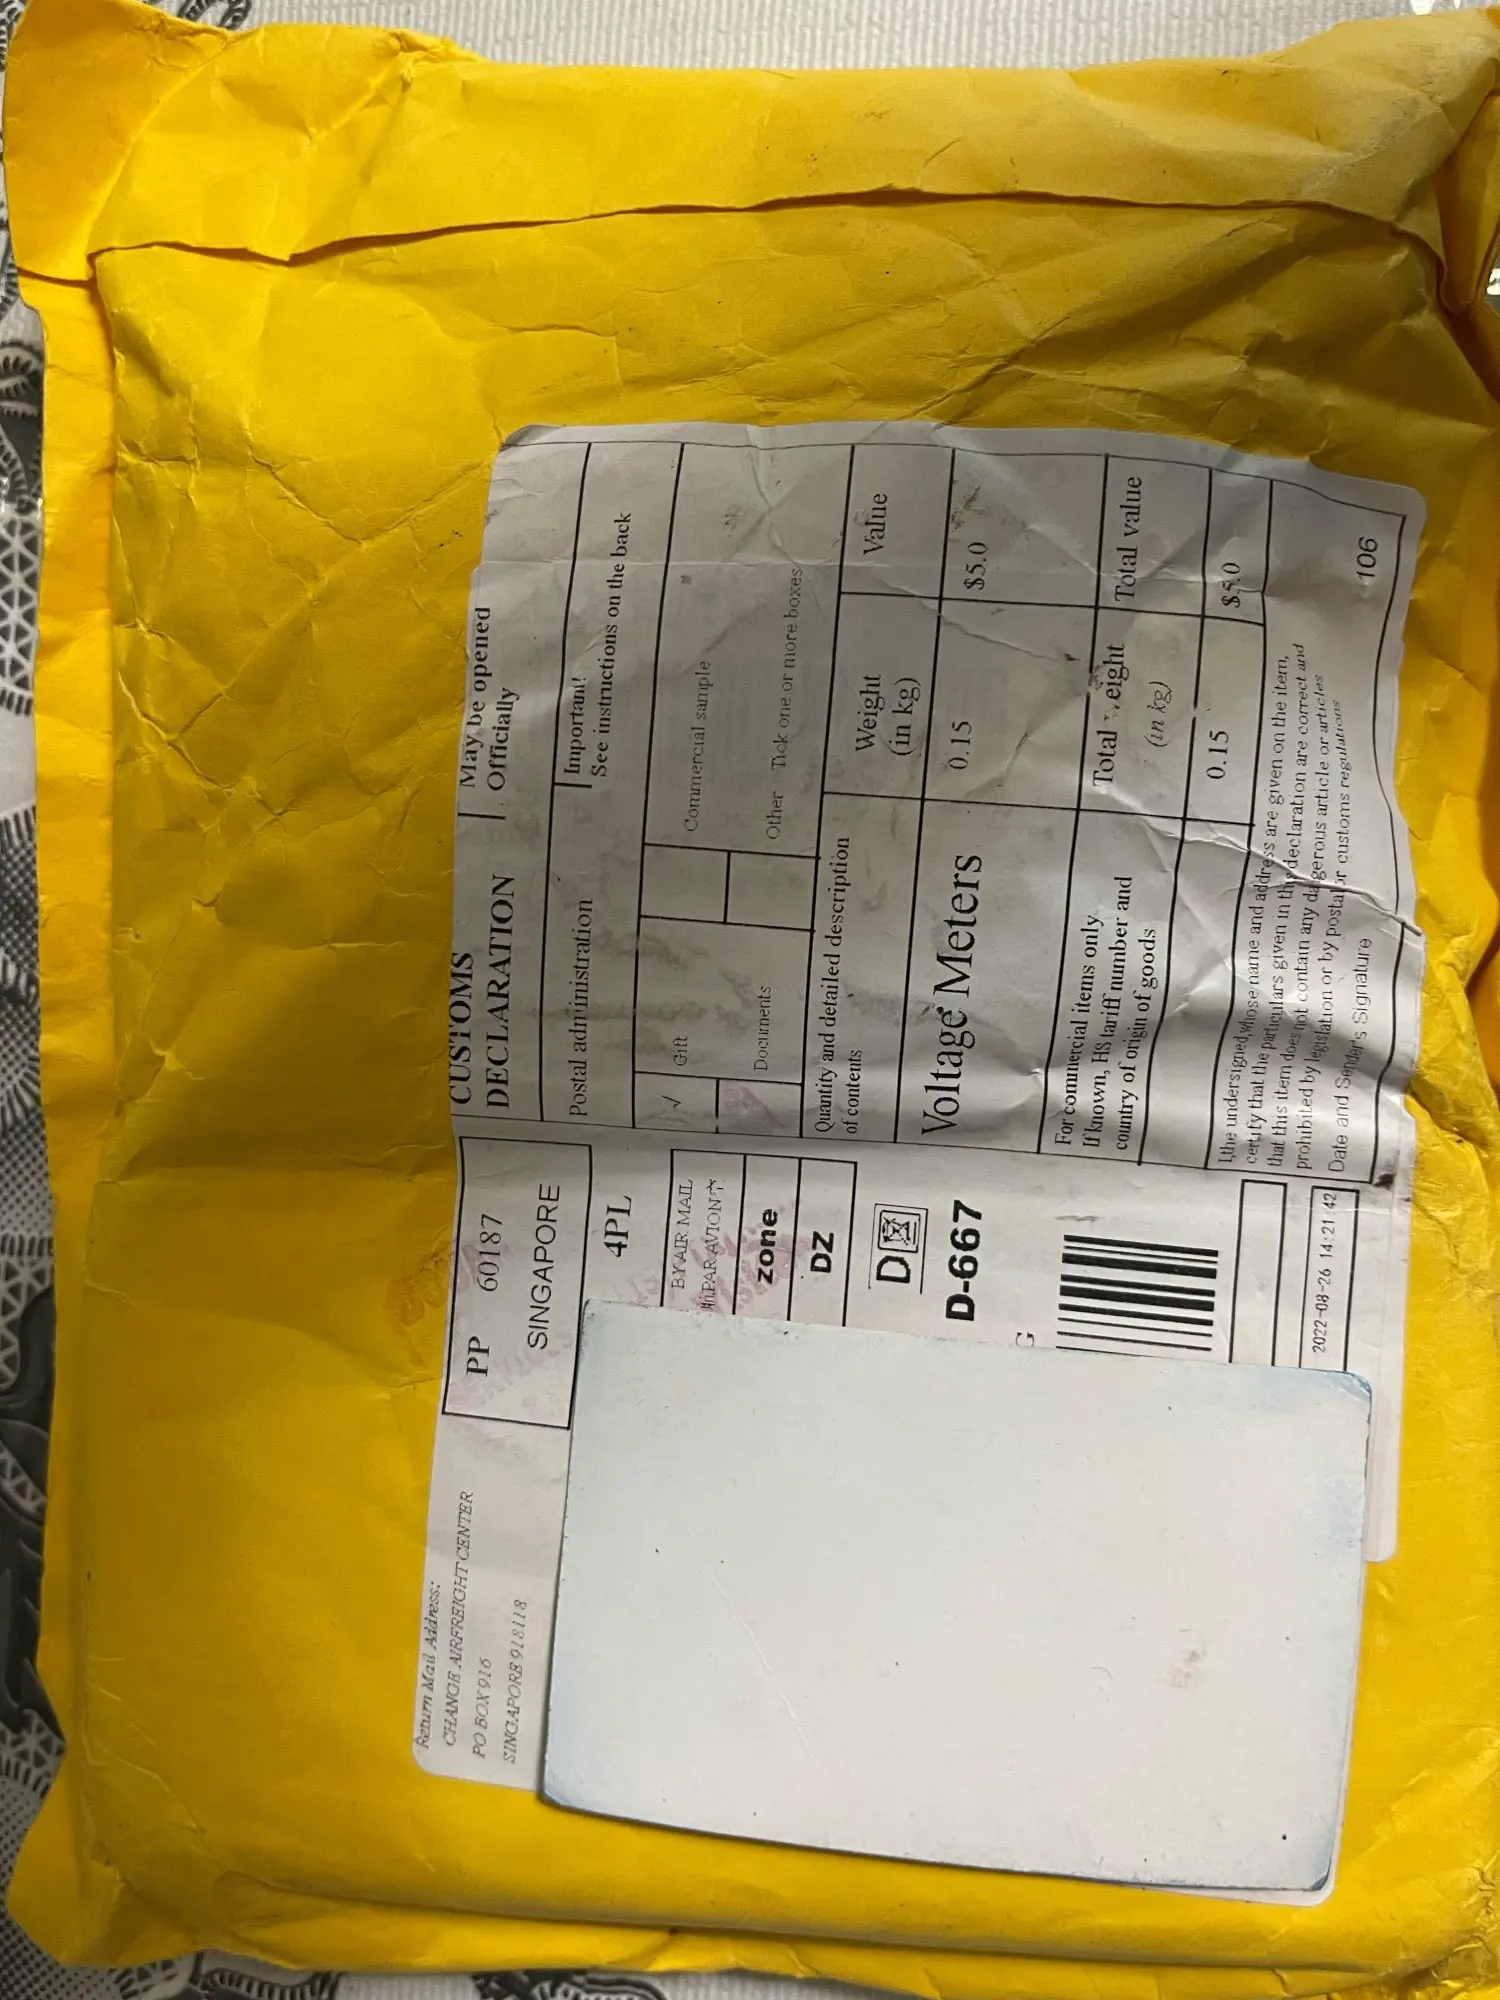 Return Mail Address:
CHANGE AIRFREIGHT CENTER
PO BOX 916
SINGAPORE 918118
PP 60187
SINGAPORE
4PL
BY AIR MAIL
PAR AVION
zone
DZ
D
D-667
G
2022-08-26 14:21:42
CUSTOMS
DECLARATION
May be opened
Officially
Postal administration
Important!
See instructions on the back
√ Gift
Commercial sample
Documents
Other Tick one or more boxes
Quantity and detailed description
of contents
Weight
(in kg)
Value
Voltage Meters
0.15
$5.0
For commercial items only
If known, HS tariff number and
country of origin of goods
Total weight
(in kg)
Total value
0.15
$5.0
I,the undersigned,whose name and address are given on the item,
certify that the particulars given in this declaration are correct and
that this item does not contain any dangerous article or articles
prohibited by legislation or by postal or customs regulations
Date and Sender's Signature
106